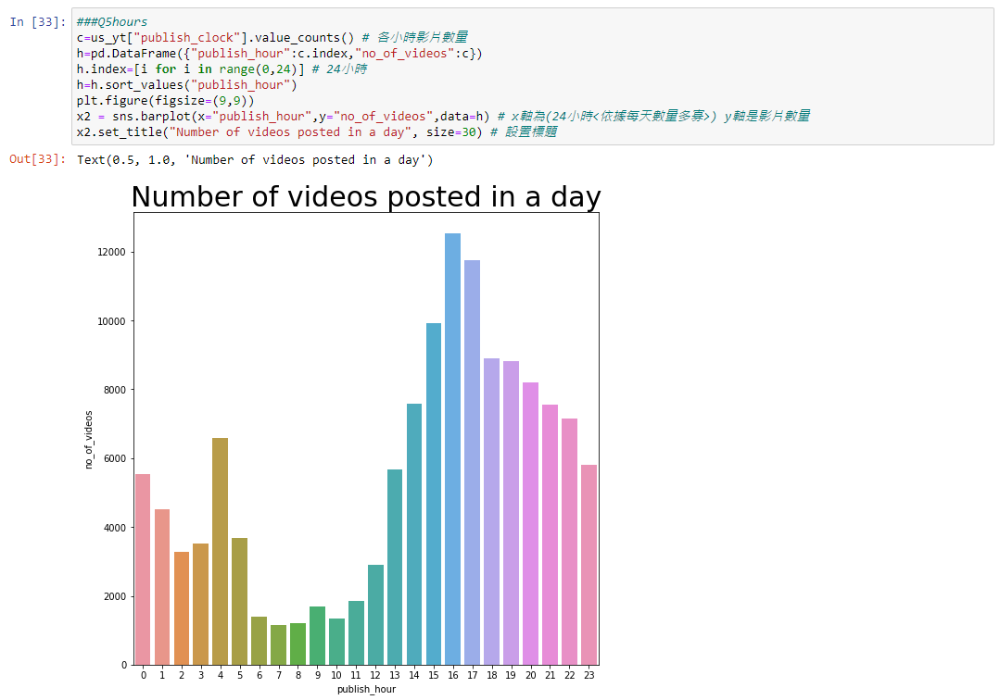 In [33]: ###Q5hours
c=us_yt["publish_clock"].value_counts() # 各小時影片數量
h=pd.DataFrame({"publish_hour":c.index,"no_of_videos":c})
h.index=[i for i in range(0,24)] # 24小時
h=h.sort_values("publish_hour")
plt.figure(figsize=(9,9))
x2 = sns.barplot(x="publish_hour",y="no_of_videos",data=h) # x軸為(24小時<依據每天數量多寡>) y軸是影片數量
x2.set_title("Number of videos posted in a day", size=30) # 設置標題
Out[33]: Text(0.5, 1.0, 'Number of videos posted in a day')
Number of videos posted in a day
12000
10000
8000
6000
4000
2000
0
no_of_videos
0 1 2 3 4 5 6 7 8 9 10 11 12 13 14 15 16 17 18 19 20 21 22 23
publish_hour